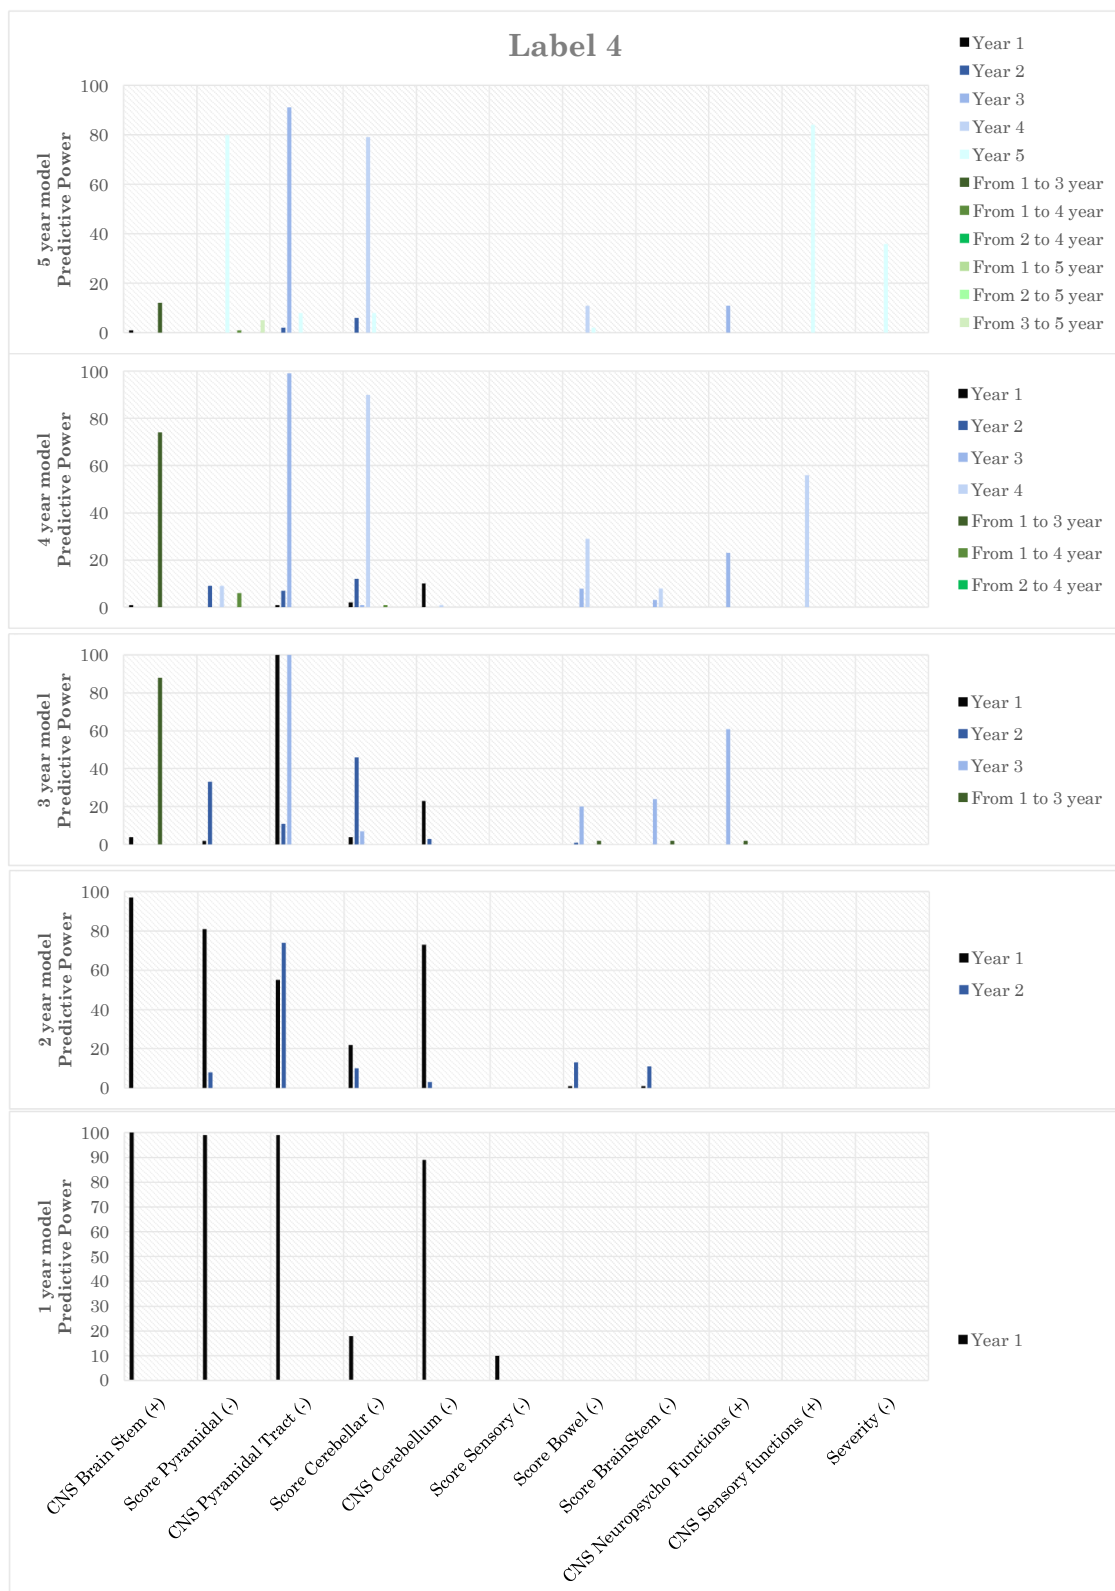 Label 4
5 year model
Predictive Power
100
80
60
40
20
0
Year 1
Year 2
Year 3
Year 4
Year 5
From 1 to 3 year
From 1 to 4 year
From 2 to 4 year
From 1 to 5 year
From 2 to 5 year
From 3 to 5 year
4 year model
Predictive Power
100
80
60
40
20
0
Year 1
Year 2
Year 3
Year 4
From 1 to 3 year
From 1 to 4 year
From 2 to 4 year
3 year model
Predictive Power
100
80
60
40
20
0
Year 1
Year 2
Year 3
From 1 to 3 year
2 year model
Predictive Power
100
80
60
40
20
0
Year 1
Year 2
1 year model
Predictive Power
100
90
80
70
60
50
40
30
20
10
0
Year 1
CNS Brain Stem (+)
Score Pyramidal (-)
CNS Pyramidal Tract (-)
Score Cerebellar (-)
CNS Cerebellum (-)
Score Sensory (-)
Score Bowel (-)
Score BrainStem (-)
CNS Neuropsycho Functions (+)
CNS Sensory functions (+)
Severity (-)